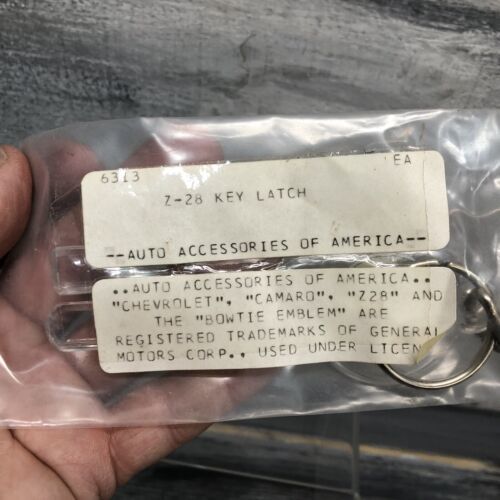 6313 EA
Z-28 KEY LATCH
--AUTO ACCESSORIES OF AMERICA--
..AUTO ACCESSORIES OF AMERICA..
"CHEVROLET", "CAMARO", "Z28" AND
THE "BOWTIE EMBLEM" ARE
REGISTERED TRADEMARKS OF GENERAL
MOTORS CORP., USED UNDER LICEN